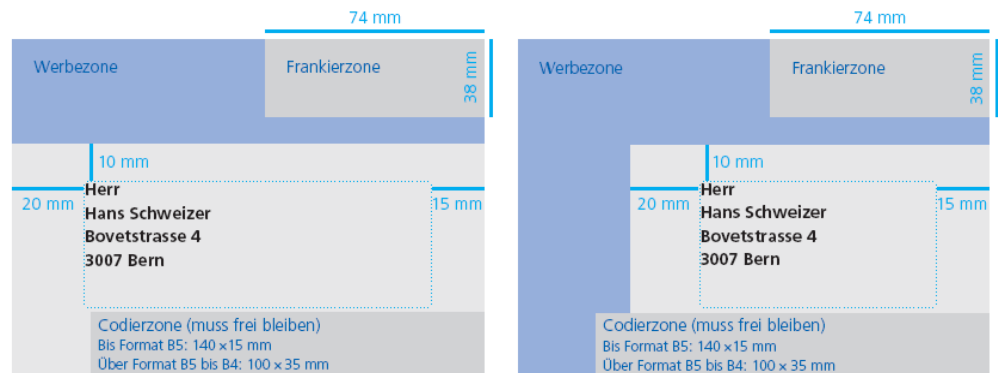 74 mm
Werbezone
Frankierzone
38 mm
10 mm
20 mm
15 mm
Herr
Hans Schweizer
Bovetstrasse 4
3007 Bern
Codierzone (muss frei bleiben)
Bis Format B5: 140 × 15 mm
Über Format B5 bis B4: 100 × 35 mm
74 mm
Werbezone
Frankierzone
38 mm
10 mm
20 mm
15 mm
Herr
Hans Schweizer
Bovetstrasse 4
3007 Bern
Codierzone (muss frei bleiben)
Bis Format B5: 140 × 15 mm
Über Format B5 bis B4: 100 × 35 mm